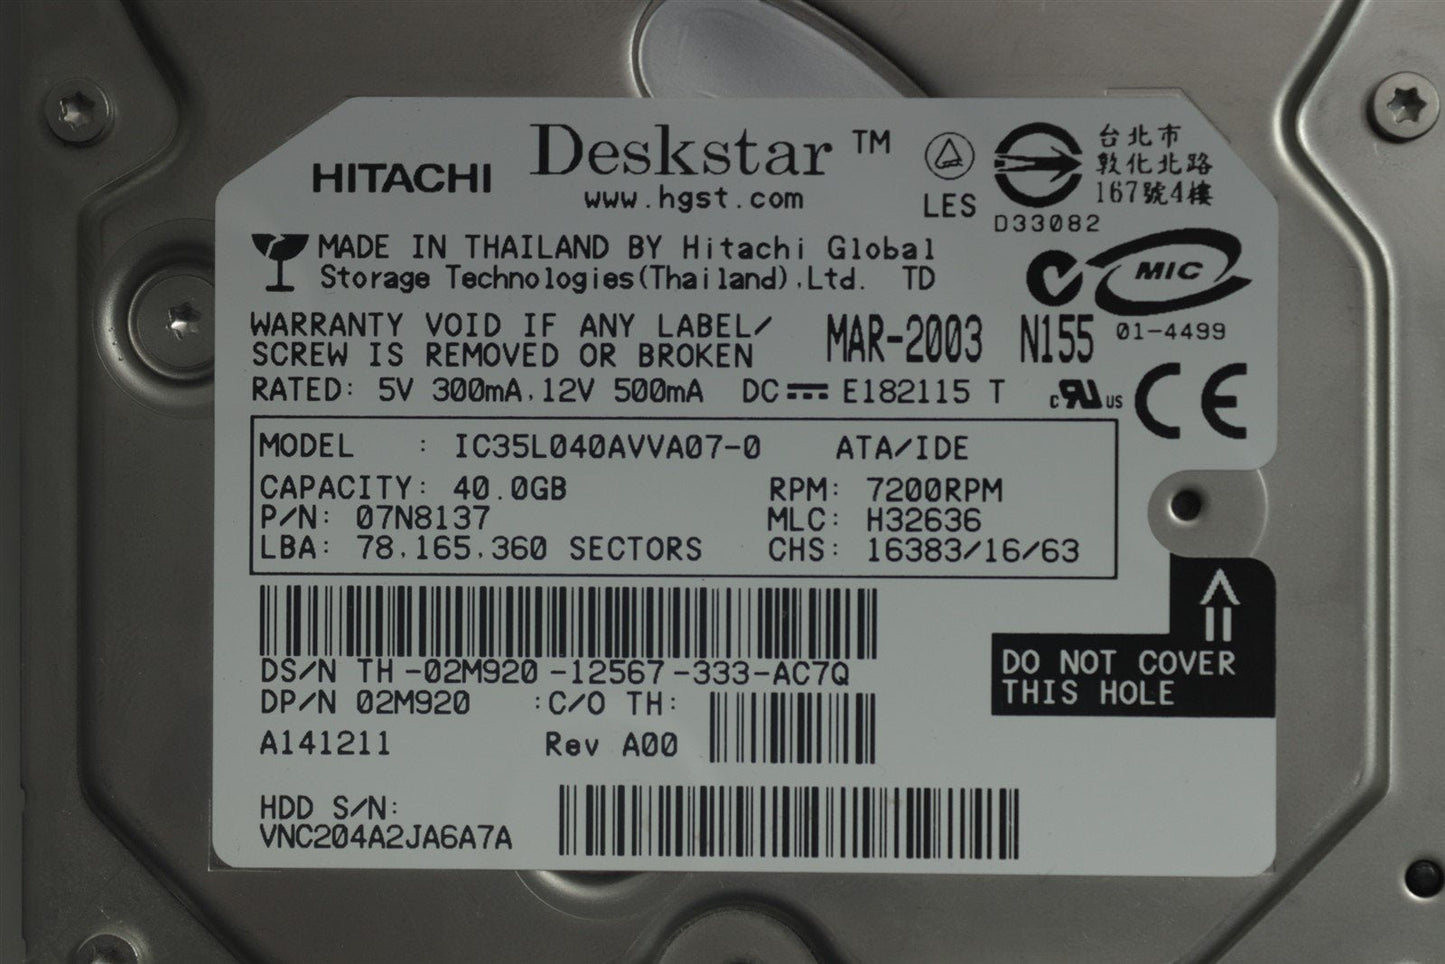 HITACHI Deskstar ™
www.hgst.com
LES
D33082
台北市
敦化北路
167號4樓
MADE IN THAILAND BY Hitachi Global
Storage Technologies(Thailand).Ltd. TD
MIC
WARRANTY VOID IF ANY LABEL/
SCREW IS REMOVED OR BROKEN
MAR-2003 N155
01-4499
RATED: 5V 300mA.12V 500mA DC E182115 T
c RU US
CE
MODEL : IC35L040AVVA07-0 ATA/IDE
CAPACITY: 40.0GB RPM: 7200RPM
P/N: 07N8137 MLC: H32636
LBA: 78.165.360 SECTORS CHS: 16383/16/63
DS/N TH-02M920-12567-333-AC7Q
DP/N 02M920 :C/O TH:
A141211 Rev A00
DO NOT COVER
THIS HOLE
HDD S/N:
VNC204A2JA6A7A